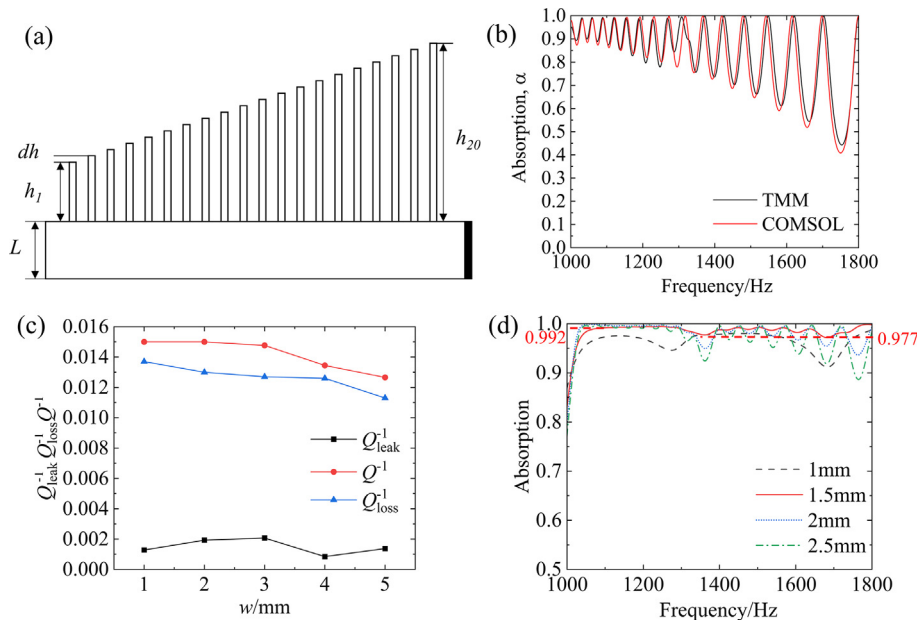 (a)
dh
h1
L
h20
(b)
Absorption, α
1.0
0.9
0.8
0.7
0.6
0.5
0.4
0.3
0.2
0.1
0.0
TMM
COMSOL
1000 1200 1400 1600 1800
Frequency/Hz
(c)
Q-1leak Q-1loss Q-1
0.016
0.014
0.012
0.010
0.008
0.006
0.004
0.002
0.000
Q-1leak
Q-1
Q-1loss
1 2 3 4 5
w/mm
(d)
Absorption
1.0
0.9
0.8
0.7
0.6
0.5
0.992
0.977
1mm
1.5mm
2mm
2.5mm
1000 1200 1400 1600 1800
Frequency/Hz